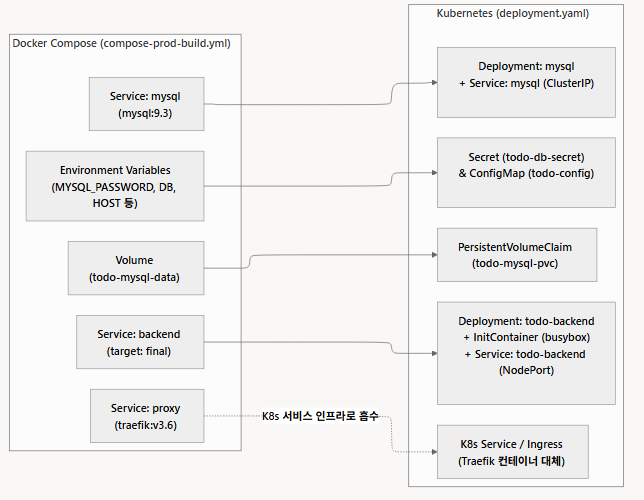 Docker Compose (compose-prod-build.yml)
Service: mysql
(mysql:9.3)
Environment Variables
(MYSQL_PASSWORD, DB,
HOST 등)
Volume
(todo-mysql-data)
Service: backend
(target: final)
Service: proxy
(traefik:v3.6)
K8s 서비스 인프라로 흡수
Kubernetes (deployment.yaml)
Deployment: mysql
+ Service: mysql (ClusterIP)
Secret (todo-db-secret)
& ConfigMap (todo-config)
PersistentVolumeClaim
(todo-mysql-pvc)
Deployment: todo-backend
+ InitContainer (busybox)
+ Service: todo-backend
(NodePort)
K8s Service / Ingress
(Traefik 컨테이너 대체)